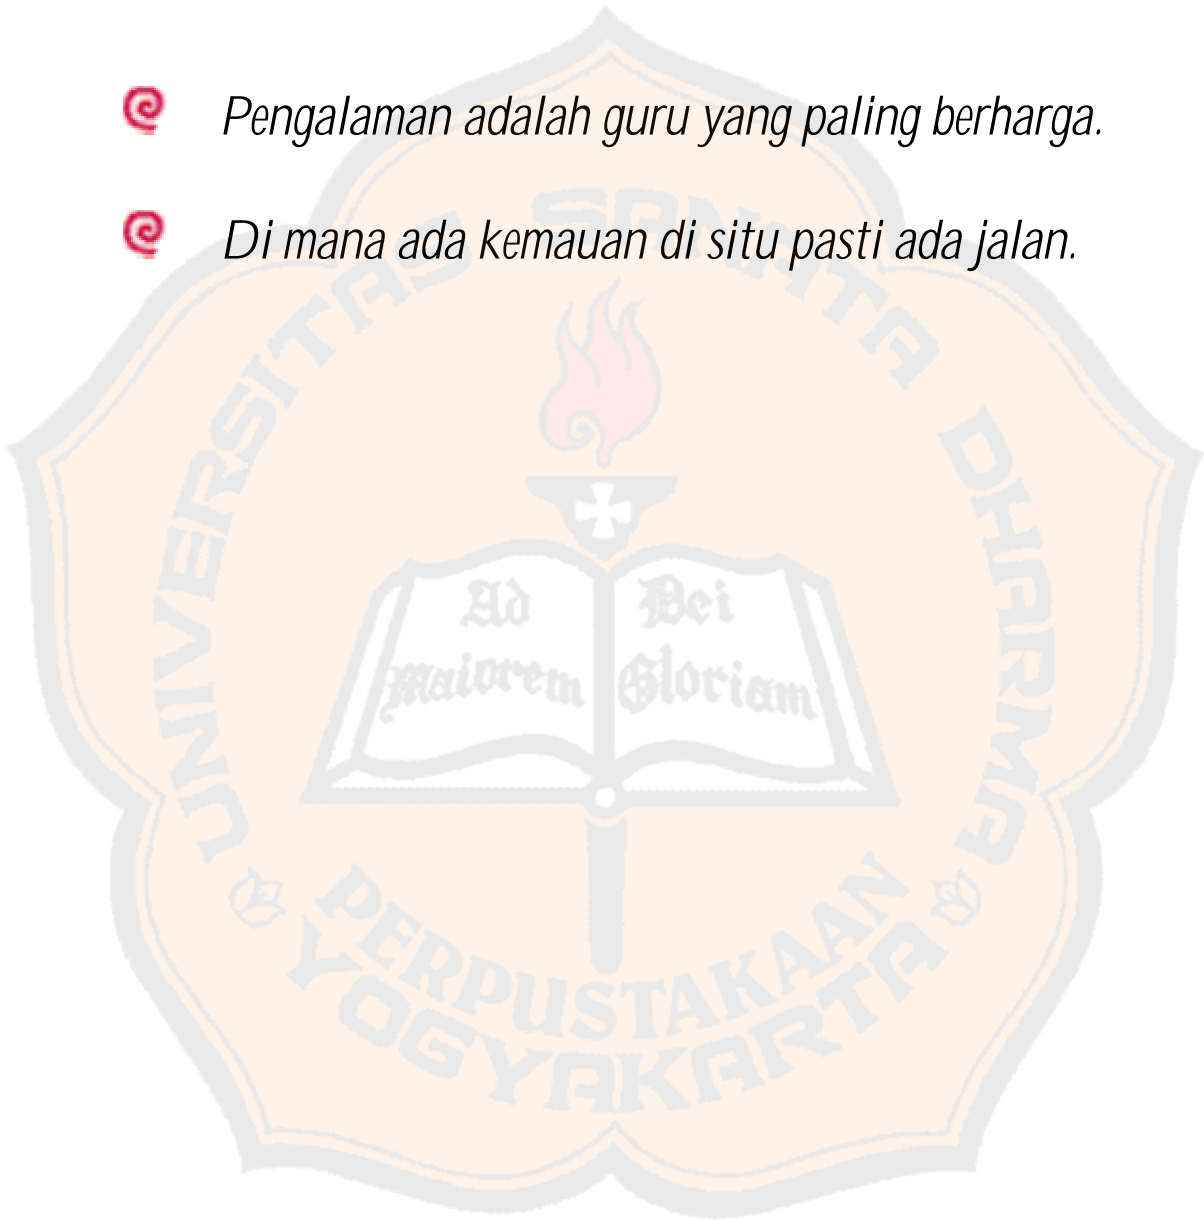 Pengalaman adalah guru yang paling berharga.
Di mana ada kemauan di situ pasti ada jalan.
UNIVERSITAS SANATA DHARMA
Ad Dei
Maiorem Gloriam
PERPUSTAKAAN
YOGYAKARTA